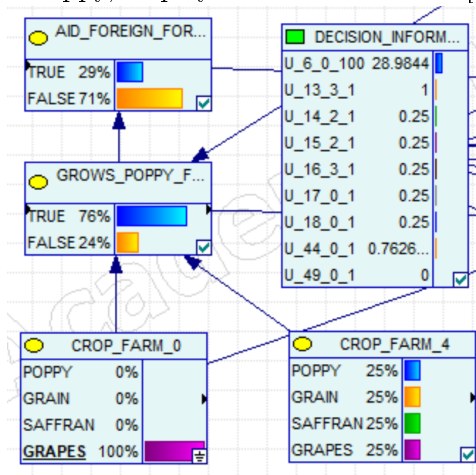 AID_FOREIGN_FOR...
TRUE 29%
FALSE 71%
DECISION_INFORM...
U_6_0_100 28.9844
U_13_3_1 1
U_14_2_1 0.25
U_15_2_1 0.25
U_16_3_1 0.25
U_17_0_1 0.25
U_18_0_1 0.25
U_44_0_1 0.7626...
U_49_0_1 0
GROWS_POPPY_F...
TRUE 76%
FALSE 24%
CROP_FARM_0
POPPY 0%
GRAIN 0%
SAFFRAN 0%
GRAPES 100%
CROP_FARM_4
POPPY 25%
GRAIN 25%
SAFFRAN 25%
GRAPES 25%